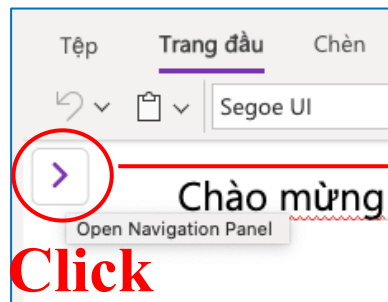 Tệp Trang đầu Chèn
Segoe UI
Chào mừng
Open Navigation Panel
Click